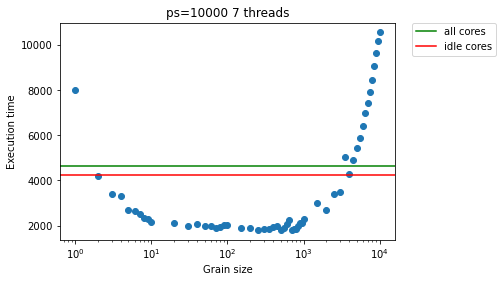 ps=10000 7 threads
all cores
idle cores
Execution time
10000
8000
6000
4000
2000
10^0
10^1
10^2
10^3
10^4
Grain size